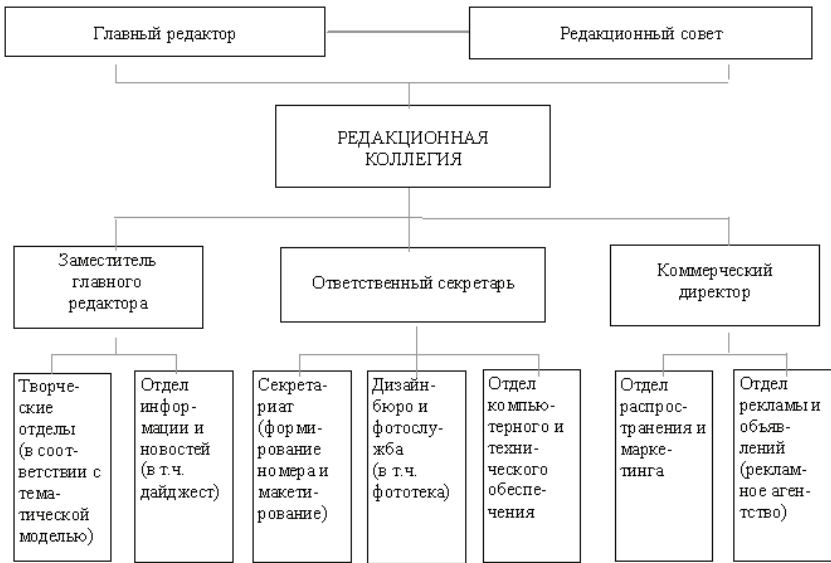 Главный редактор
Редакционный совет
РЕДАКЦИОННАЯ
КОЛЛЕГИЯ
Заместитель
главного
редактора
Ответственный секретарь
Коммерческий
директор
Творче-
ские
отделы
(в соот-
ветствии с
тема-
тической
моделью)
Отдел
инфор-
мации и
новостей
(в т.ч.
дайджест)
Секрета-
риат
(форми-
рование
номера и
макети-
рование)
Дизайн-
бюро и
фотослу-
жба
(в т.ч.
фототека)
Отдел
компью-
терного и
техни-
ческого
обеспе-
чения
Отдел
распрос-
транения и
марке-
тинга
Отдел
рекламы и
объяв-
лений
(реклам-
ное аген-
тство)